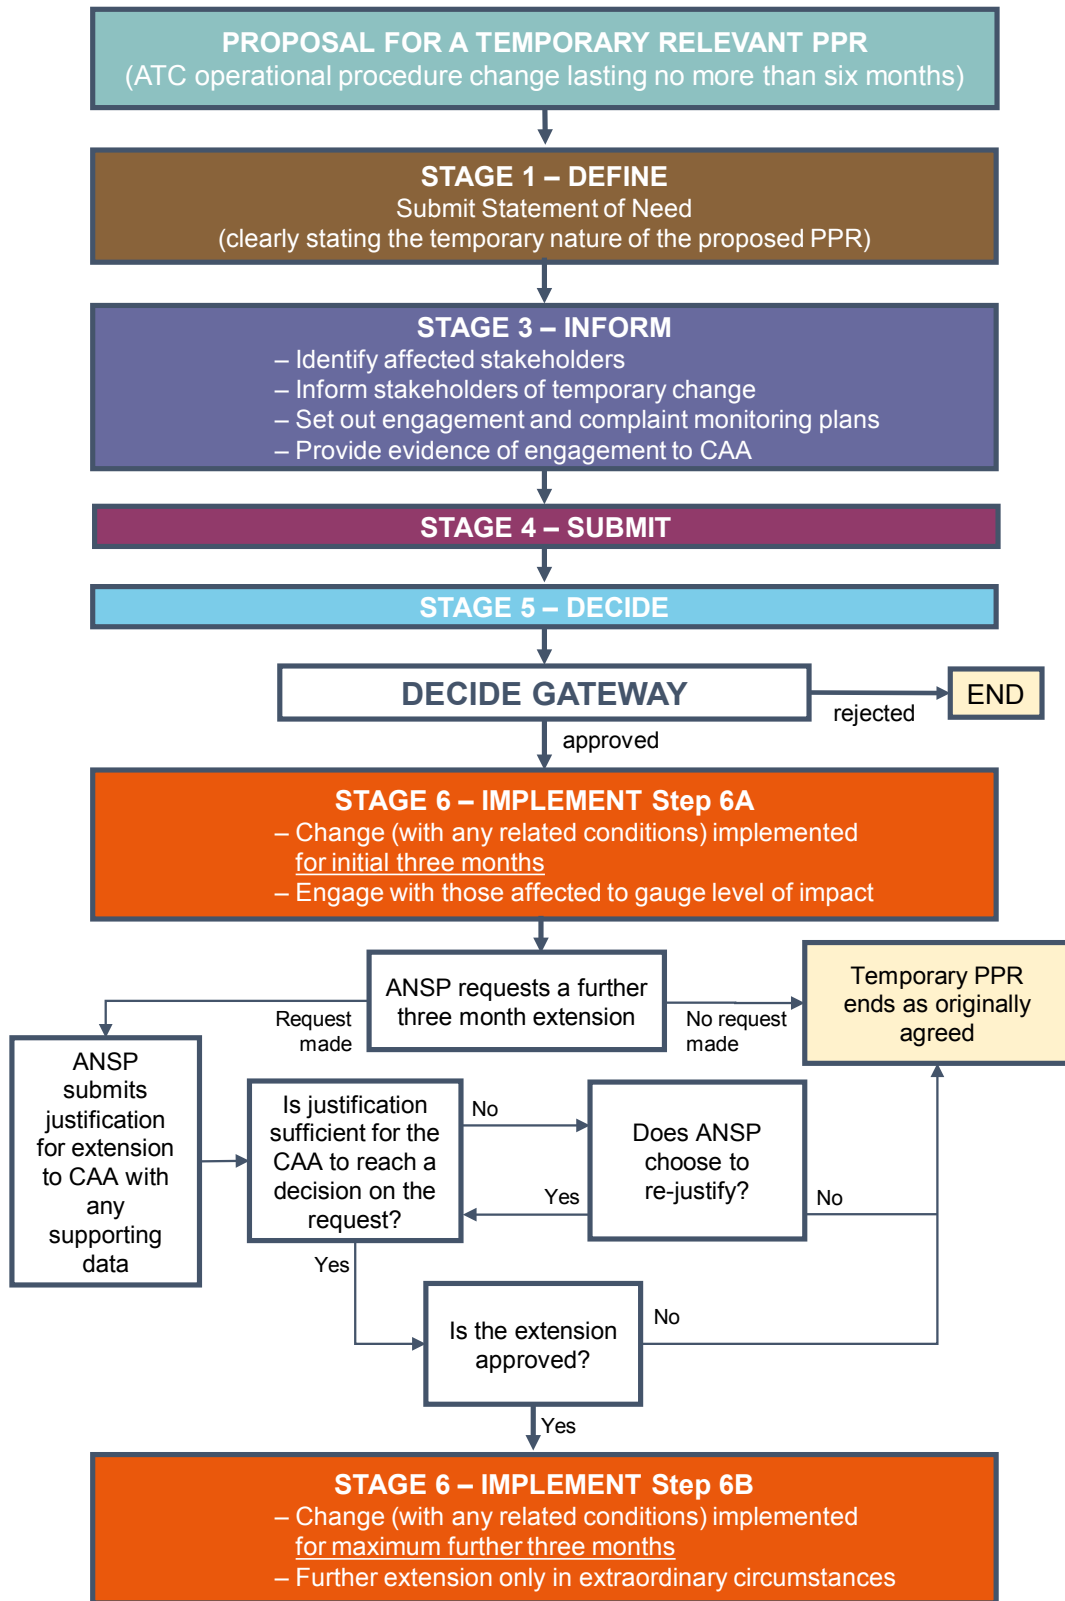 PROPOSAL FOR A TEMPORARY RELEVANT PPR
(ATC operational procedure change lasting no more than six months)
STAGE 1 – DEFINE
Submit Statement of Need
(clearly stating the temporary nature of the proposed PPR)
STAGE 3 – INFORM
– Identify affected stakeholders
– Inform stakeholders of temporary change
– Set out engagement and complaint monitoring plans
– Provide evidence of engagement to CAA
STAGE 4 – SUBMIT
STAGE 5 – DECIDE
DECIDE GATEWAY
rejected
END
approved
STAGE 6 – IMPLEMENT Step 6A
– Change (with any related conditions) implemented
for initial three months
– Engage with those affected to gauge level of impact
ANSP requests a further
three month extension
Request
made
No request
made
Temporary PPR
ends as originally
agreed
ANSP
submits
justification
for extension
to CAA with
any
supporting
data
Is justification
sufficient for the
CAA to reach a
decision on the
request?
No
Yes
Does ANSP
choose to
re-justify?
No
Yes
Is the extension
approved?
No
Yes
STAGE 6 – IMPLEMENT Step 6B
– Change (with any related conditions) implemented
for maximum further three months
– Further extension only in extraordinary circumstances